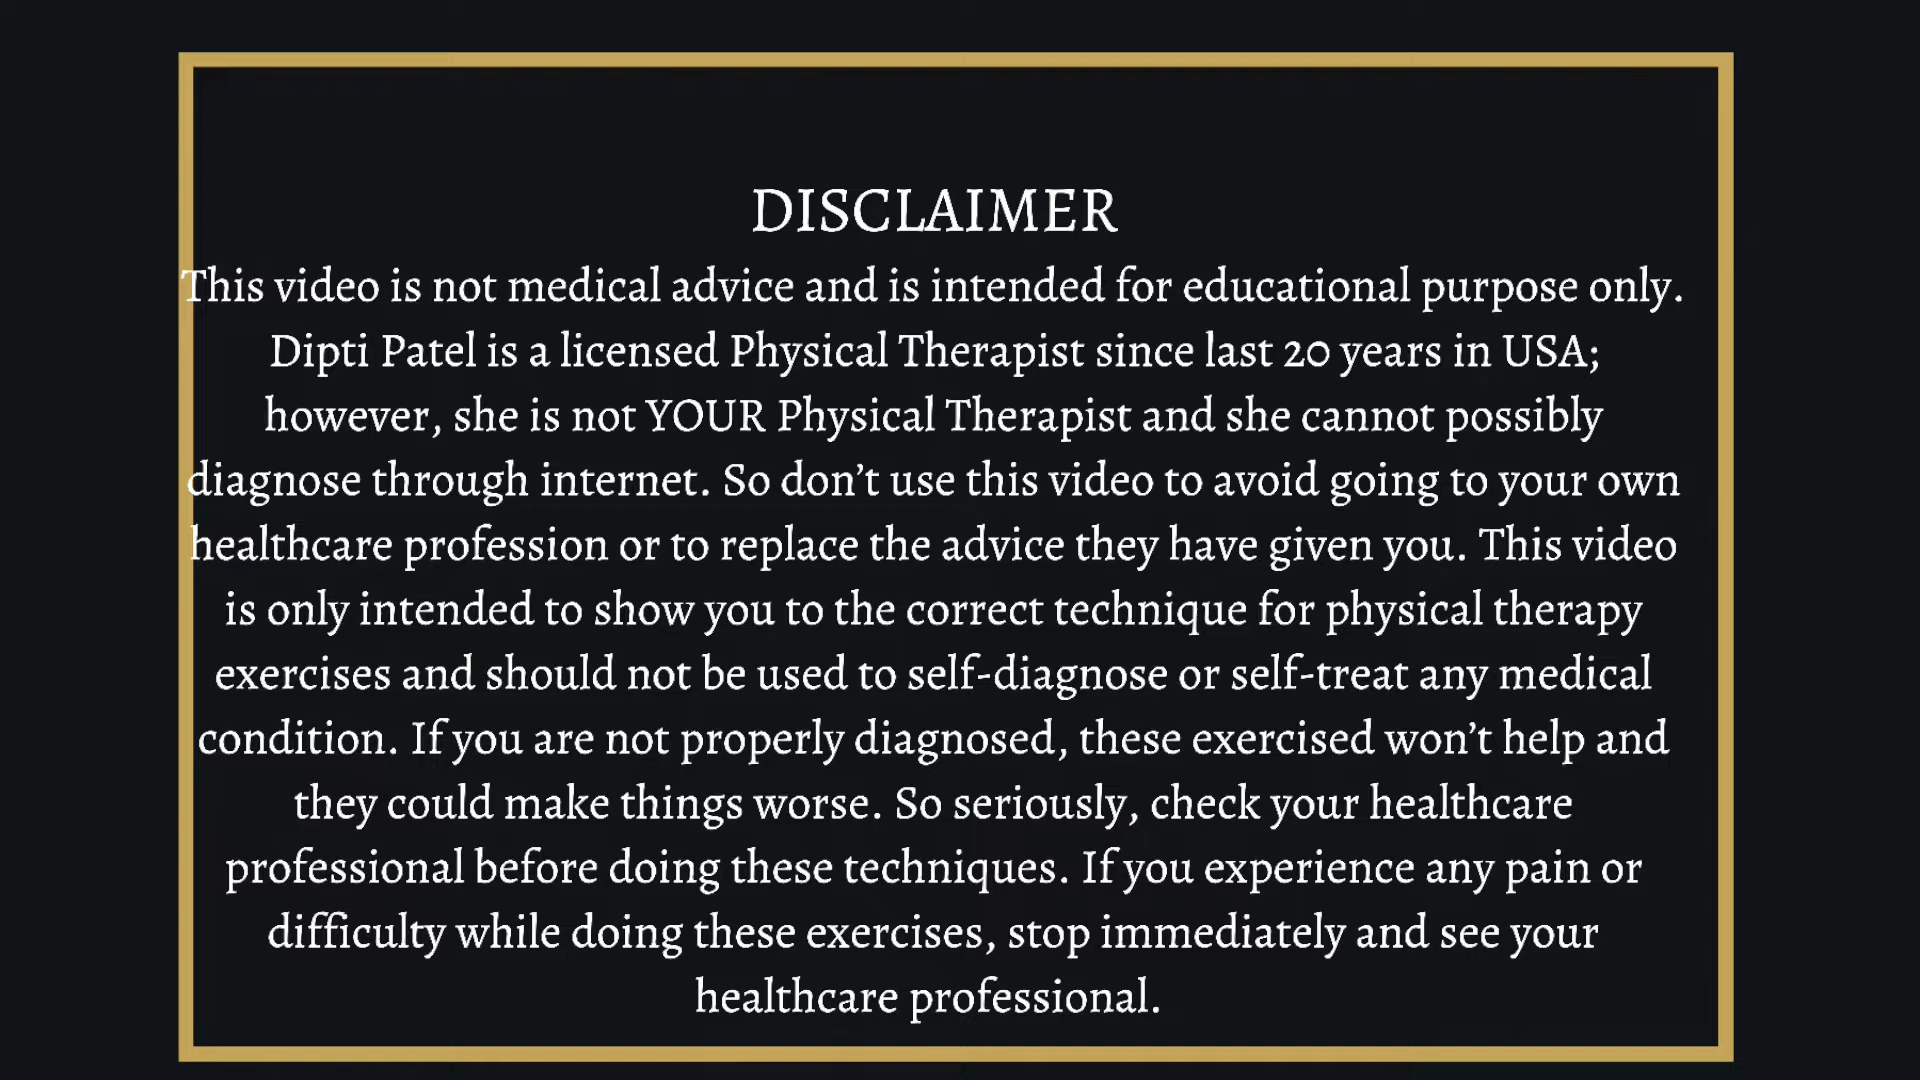 DISCLAIMER
This video is not medical advice and is intended for educational purpose only.
Dipti Patel is a licensed Physical Therapist since last 20 years in USA;
however, she is not YOUR Physical Therapist and she cannot possibly
diagnose through internet. So don’t use this video to avoid going to your own
healthcare profession or to replace the advice they have given you. This video
is only intended to show you to the correct technique for physical therapy
exercises and should not be used to self-diagnose or self-treat any medical
condition. If you are not properly diagnosed, these exercised won’t help and
they could make things worse. So seriously, check your healthcare
professional before doing these techniques. If you experience any pain or
difficulty while doing these exercises, stop immediately and see your
healthcare professional.